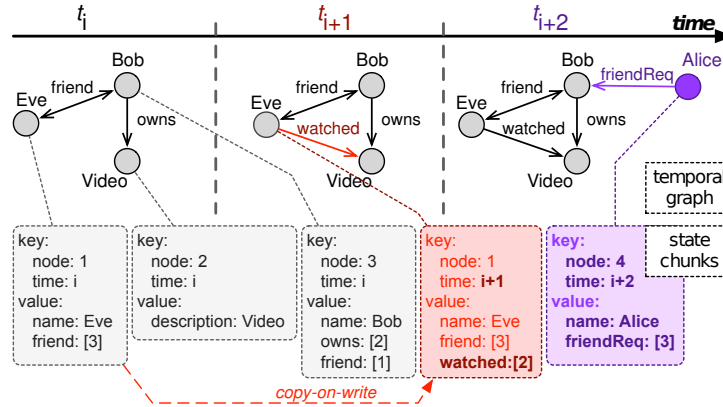 ti
ti+1
ti+2
time
Bob
friend
Eve
owns
Video
Bob
friend
Eve
watched
owns
Video
Bob
friendReq
Alice
friend
Eve
watched
owns
Video
temporal
graph
state
chunks
key:
node: 1
time: i
value:
name: Eve
friend: [3]
key:
node: 2
time: i
value:
description: Video
key:
node: 3
time: i
value:
name: Bob
owns: [2]
friend: [1]
key:
node: 1
time: i+1
value:
name: Eve
friend: [3]
watched:[2]
key:
node: 4
time: i+2
value:
name: Alice
friendReq: [3]
copy-on-write